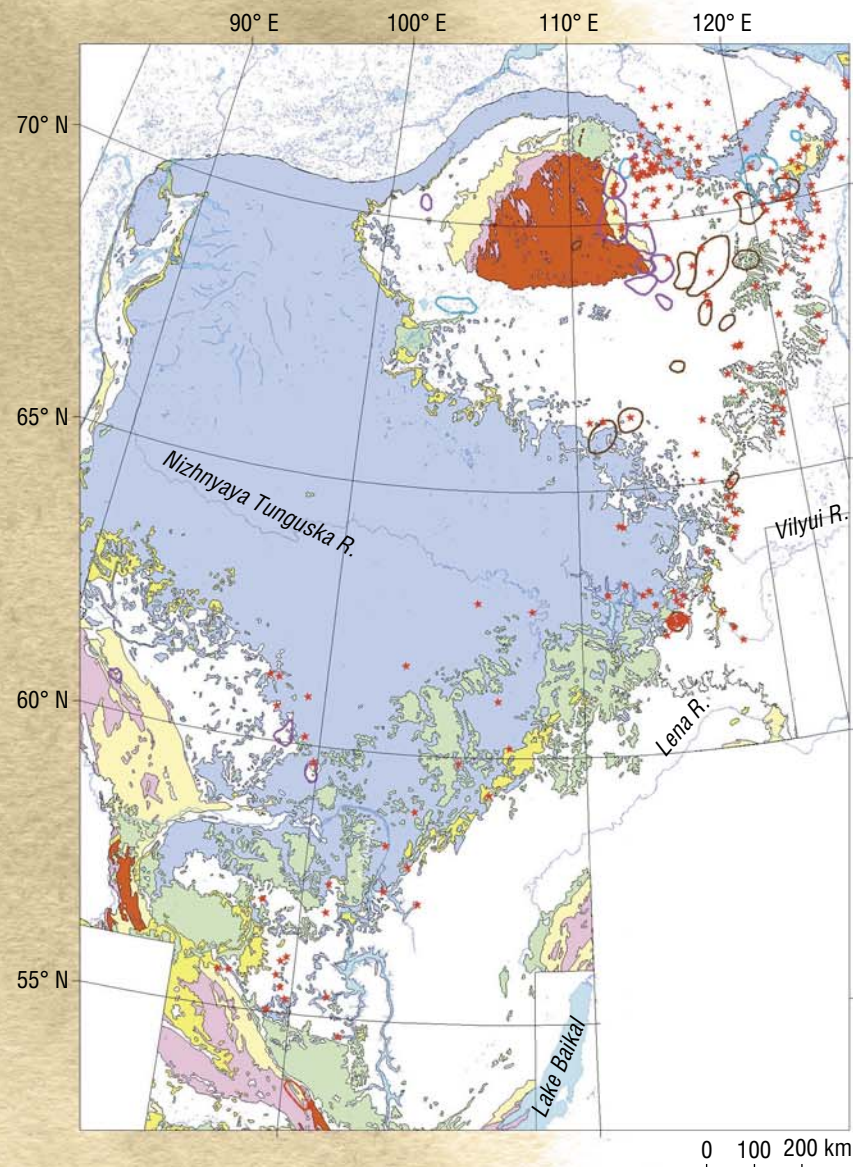 90° E 100° E 110° E 120° E
70° N
65° N
Nizhnyaya Tunguska R.
Vilyui R.
60° N
Lena R.
55° N
Lake Baikal
0 100 200 km